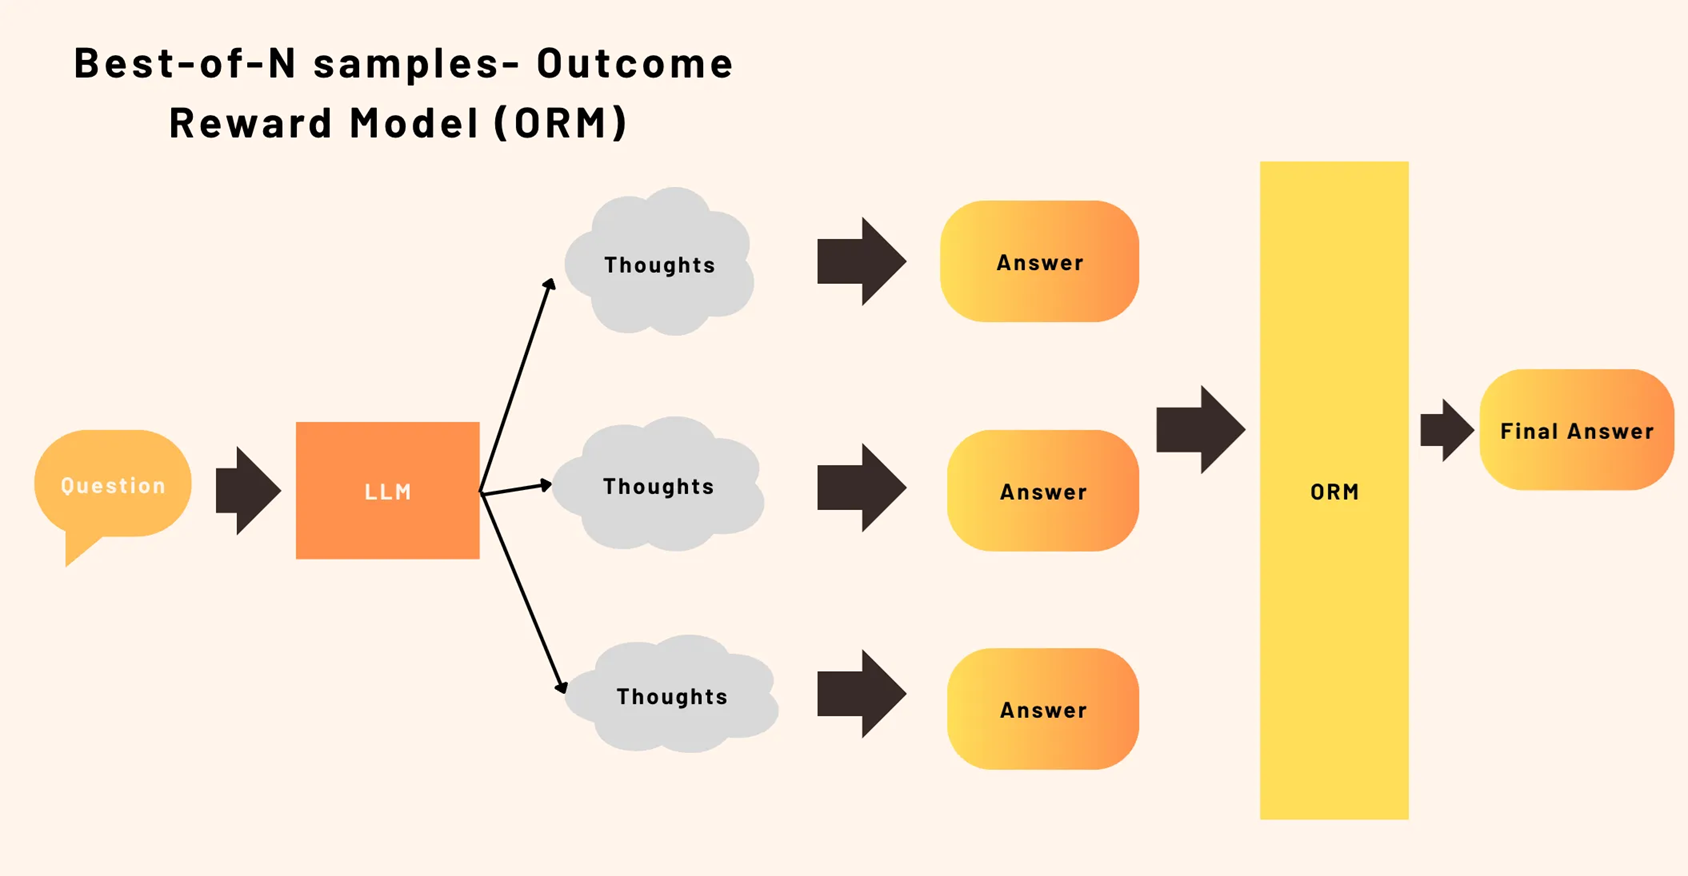 Best-of-N samples- Outcome
Reward Model (ORM)
Thoughts
Answer
Question
LLM
Thoughts
Answer
ORM
Final Answer
Thoughts
Answer